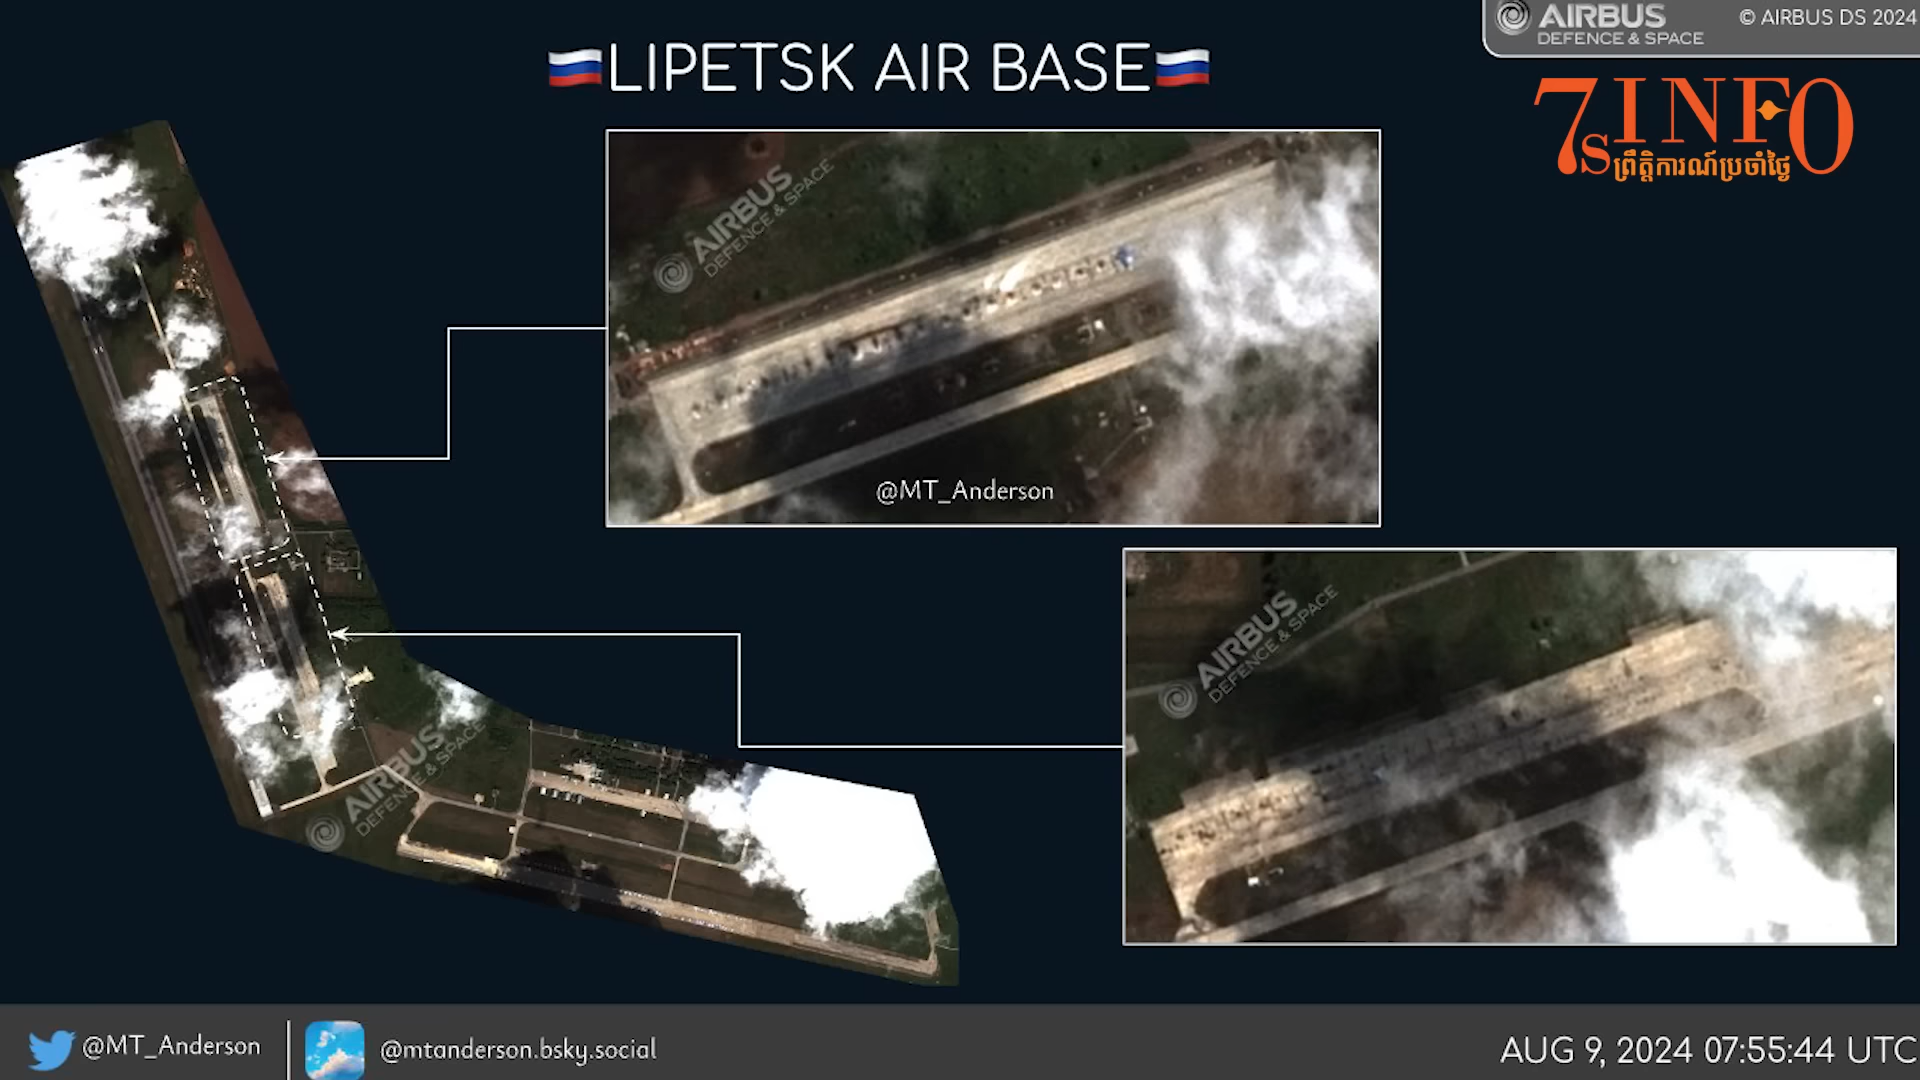 LIPETSK AIR BASE
AIRBUS
DEFENCE & SPACE
© AIRBUS DS 2024
7s INFO
ព្រឹត្តិការណ៍ប្រចាំថ្ងៃ
AIRBUS
DEFENCE & SPACE
@MT_Anderson
AIRBUS
DEFENCE & SPACE
AIRBUS
DEFENCE & SPACE
@MT_Anderson
@mtanderson.bsky.social
AUG 9, 2024 07:55:44 UTC